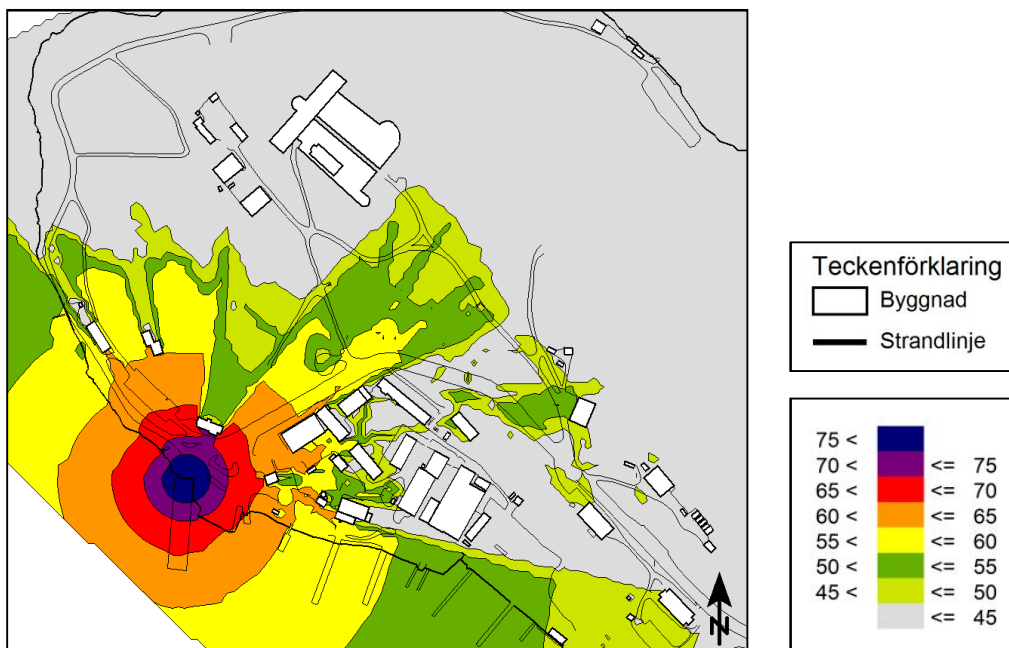 Teckenförklaring
Byggnad
Strandlinje
75 <
70 < <= 75
65 < <= 70
60 < <= 65
55 < <= 60
50 < <= 55
45 < <= 50
<= 45
N